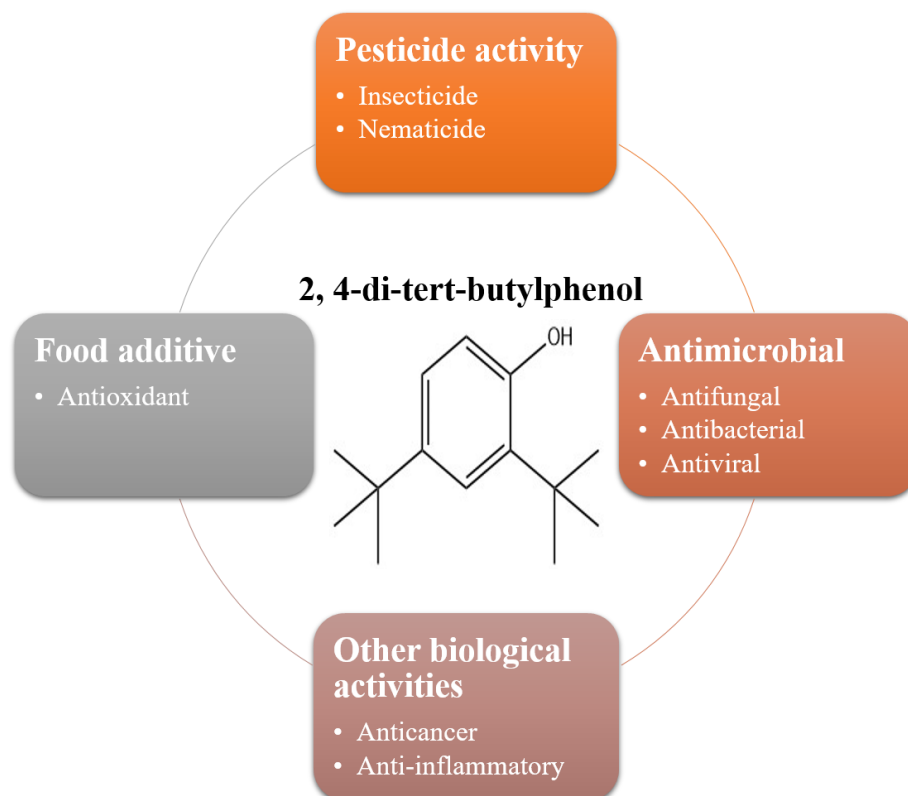 Pesticide activity
• Insecticide
• Nematicide
2, 4-di-tert-butylphenol
OH
Food additive
• Antioxidant
Antimicrobial
• Antifungal
• Antibacterial
• Antiviral
Other biological
activities
• Anticancer
• Anti-inflammatory